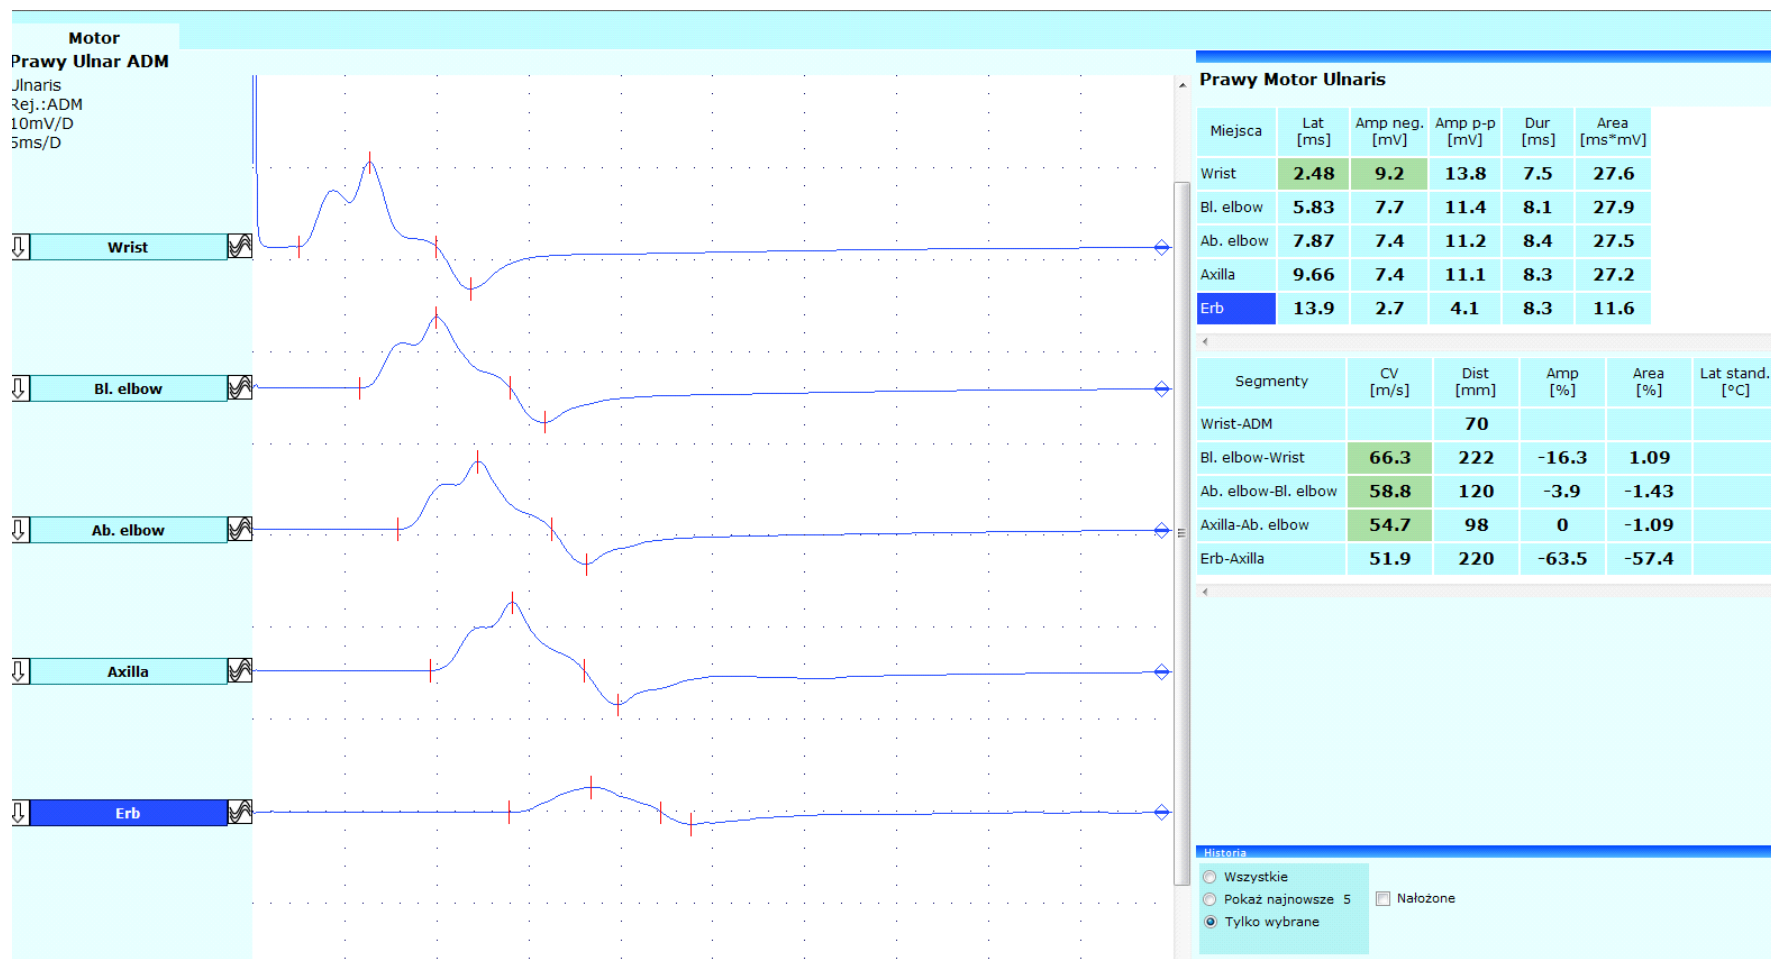 Motor
Prawy Ulnar ADM
Ulnaris
Rej.:ADM
10mV/D
5ms/D
Wrist
Bl. elbow
Ab. elbow
Axilla
Erb
Prawy Motor Ulnaris
Miejsca Lat [ms] Amp neg. [mV] Amp p-p [mV] Dur [ms] Area [ms*mV]
Wrist 2.48 9.2 13.8 7.5 27.6
Bl. elbow 5.83 7.7 11.4 8.1 27.9
Ab. elbow 7.87 7.4 11.2 8.4 27.5
Axilla 9.66 7.4 11.1 8.3 27.2
Erb 13.9 2.7 4.1 8.3 11.6
Segmenty CV [m/s] Dist [mm] Amp [%] Area [%] Lat stand. [°C]
Wrist-ADM 70
Bl. elbow-Wrist 66.3 222 -16.3 1.09
Ab. elbow-Bl. elbow 58.8 120 -3.9 -1.43
Axilla-Ab. elbow 54.7 98 0 -1.09
Erb-Axilla 51.9 220 -63.5 -57.4
Historia
Wszystkie
Pokaż najnowsze 5 Nałożone
Tylko wybrane